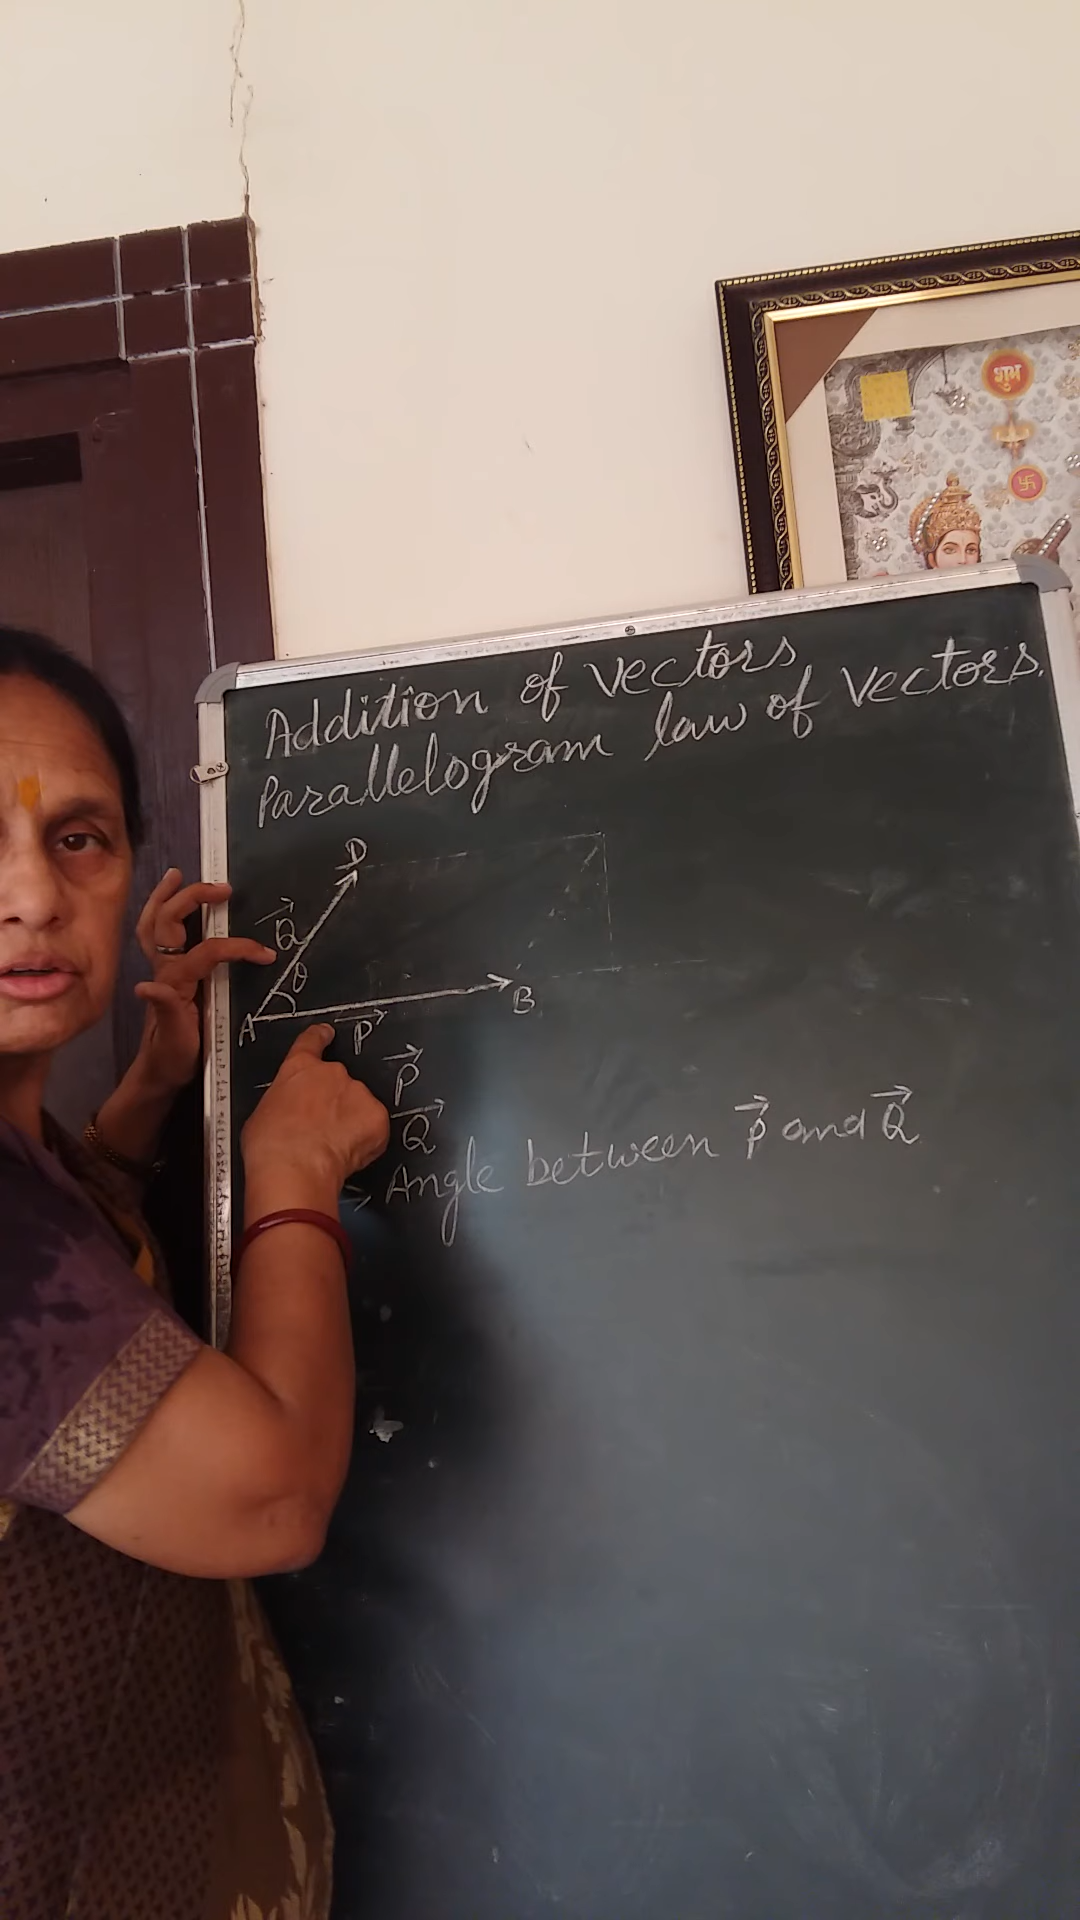 शुभ
Addition of vectors
Parallelogram law of vectors.
D
Q
θ
A
B
P
P
Q
⇒ Angle between P and Q